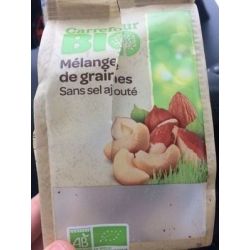 Carrefour
BIO
Mélange
de graines
Sans sel ajouté
AB